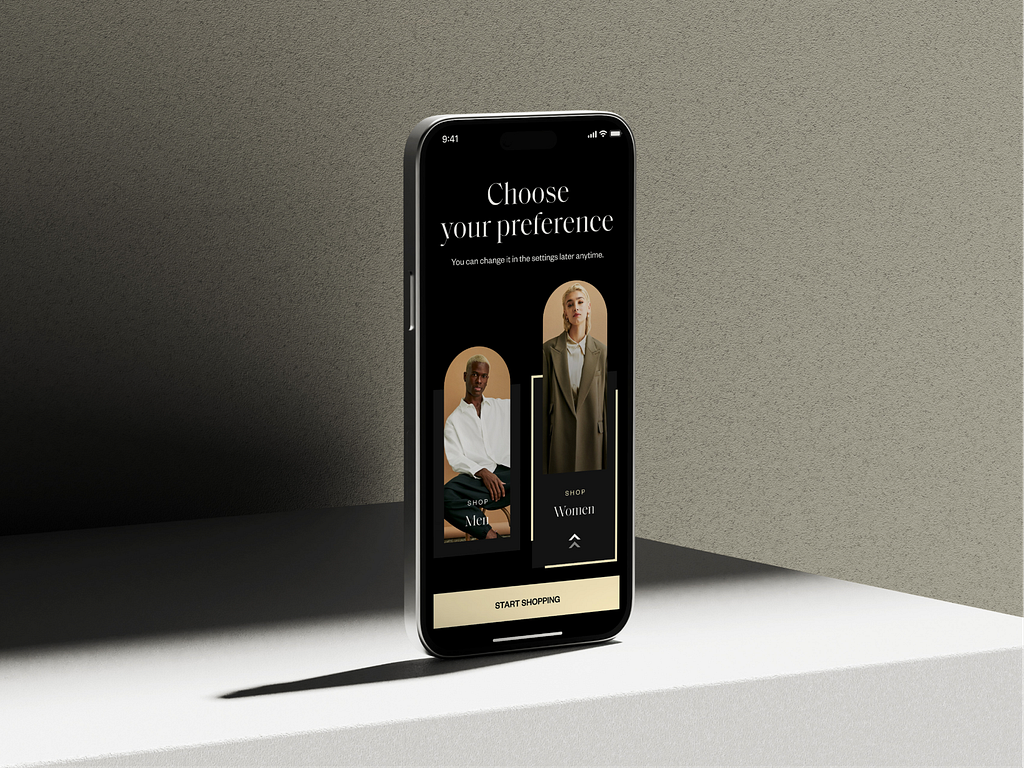 9:41
Choose
your preference
You can change it in the settings later anytime.
SHOP
Men
SHOP
Women
START SHOPPING